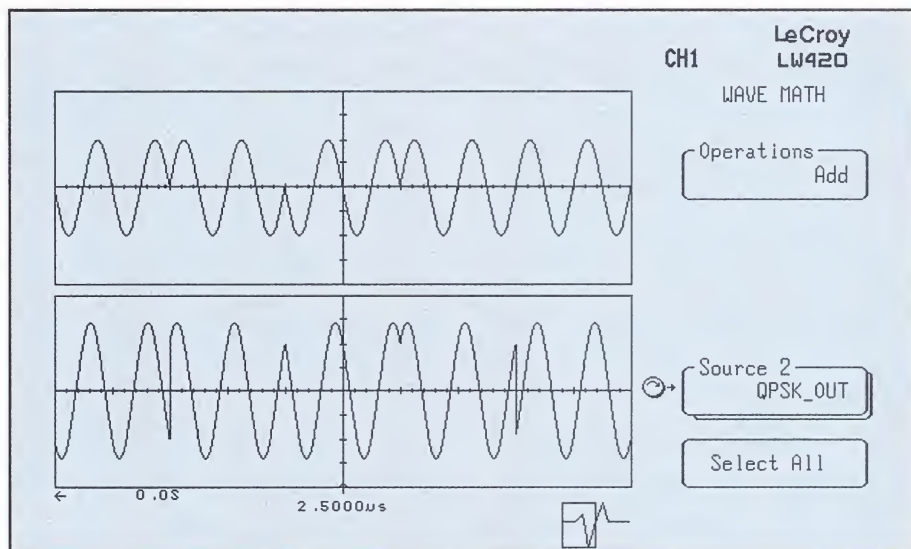 LeCroy
CH1 LW420
WAVE MATH
Operations
Add
Source 2
QPSK_OUT
Select All
0.0S
2.5000µs